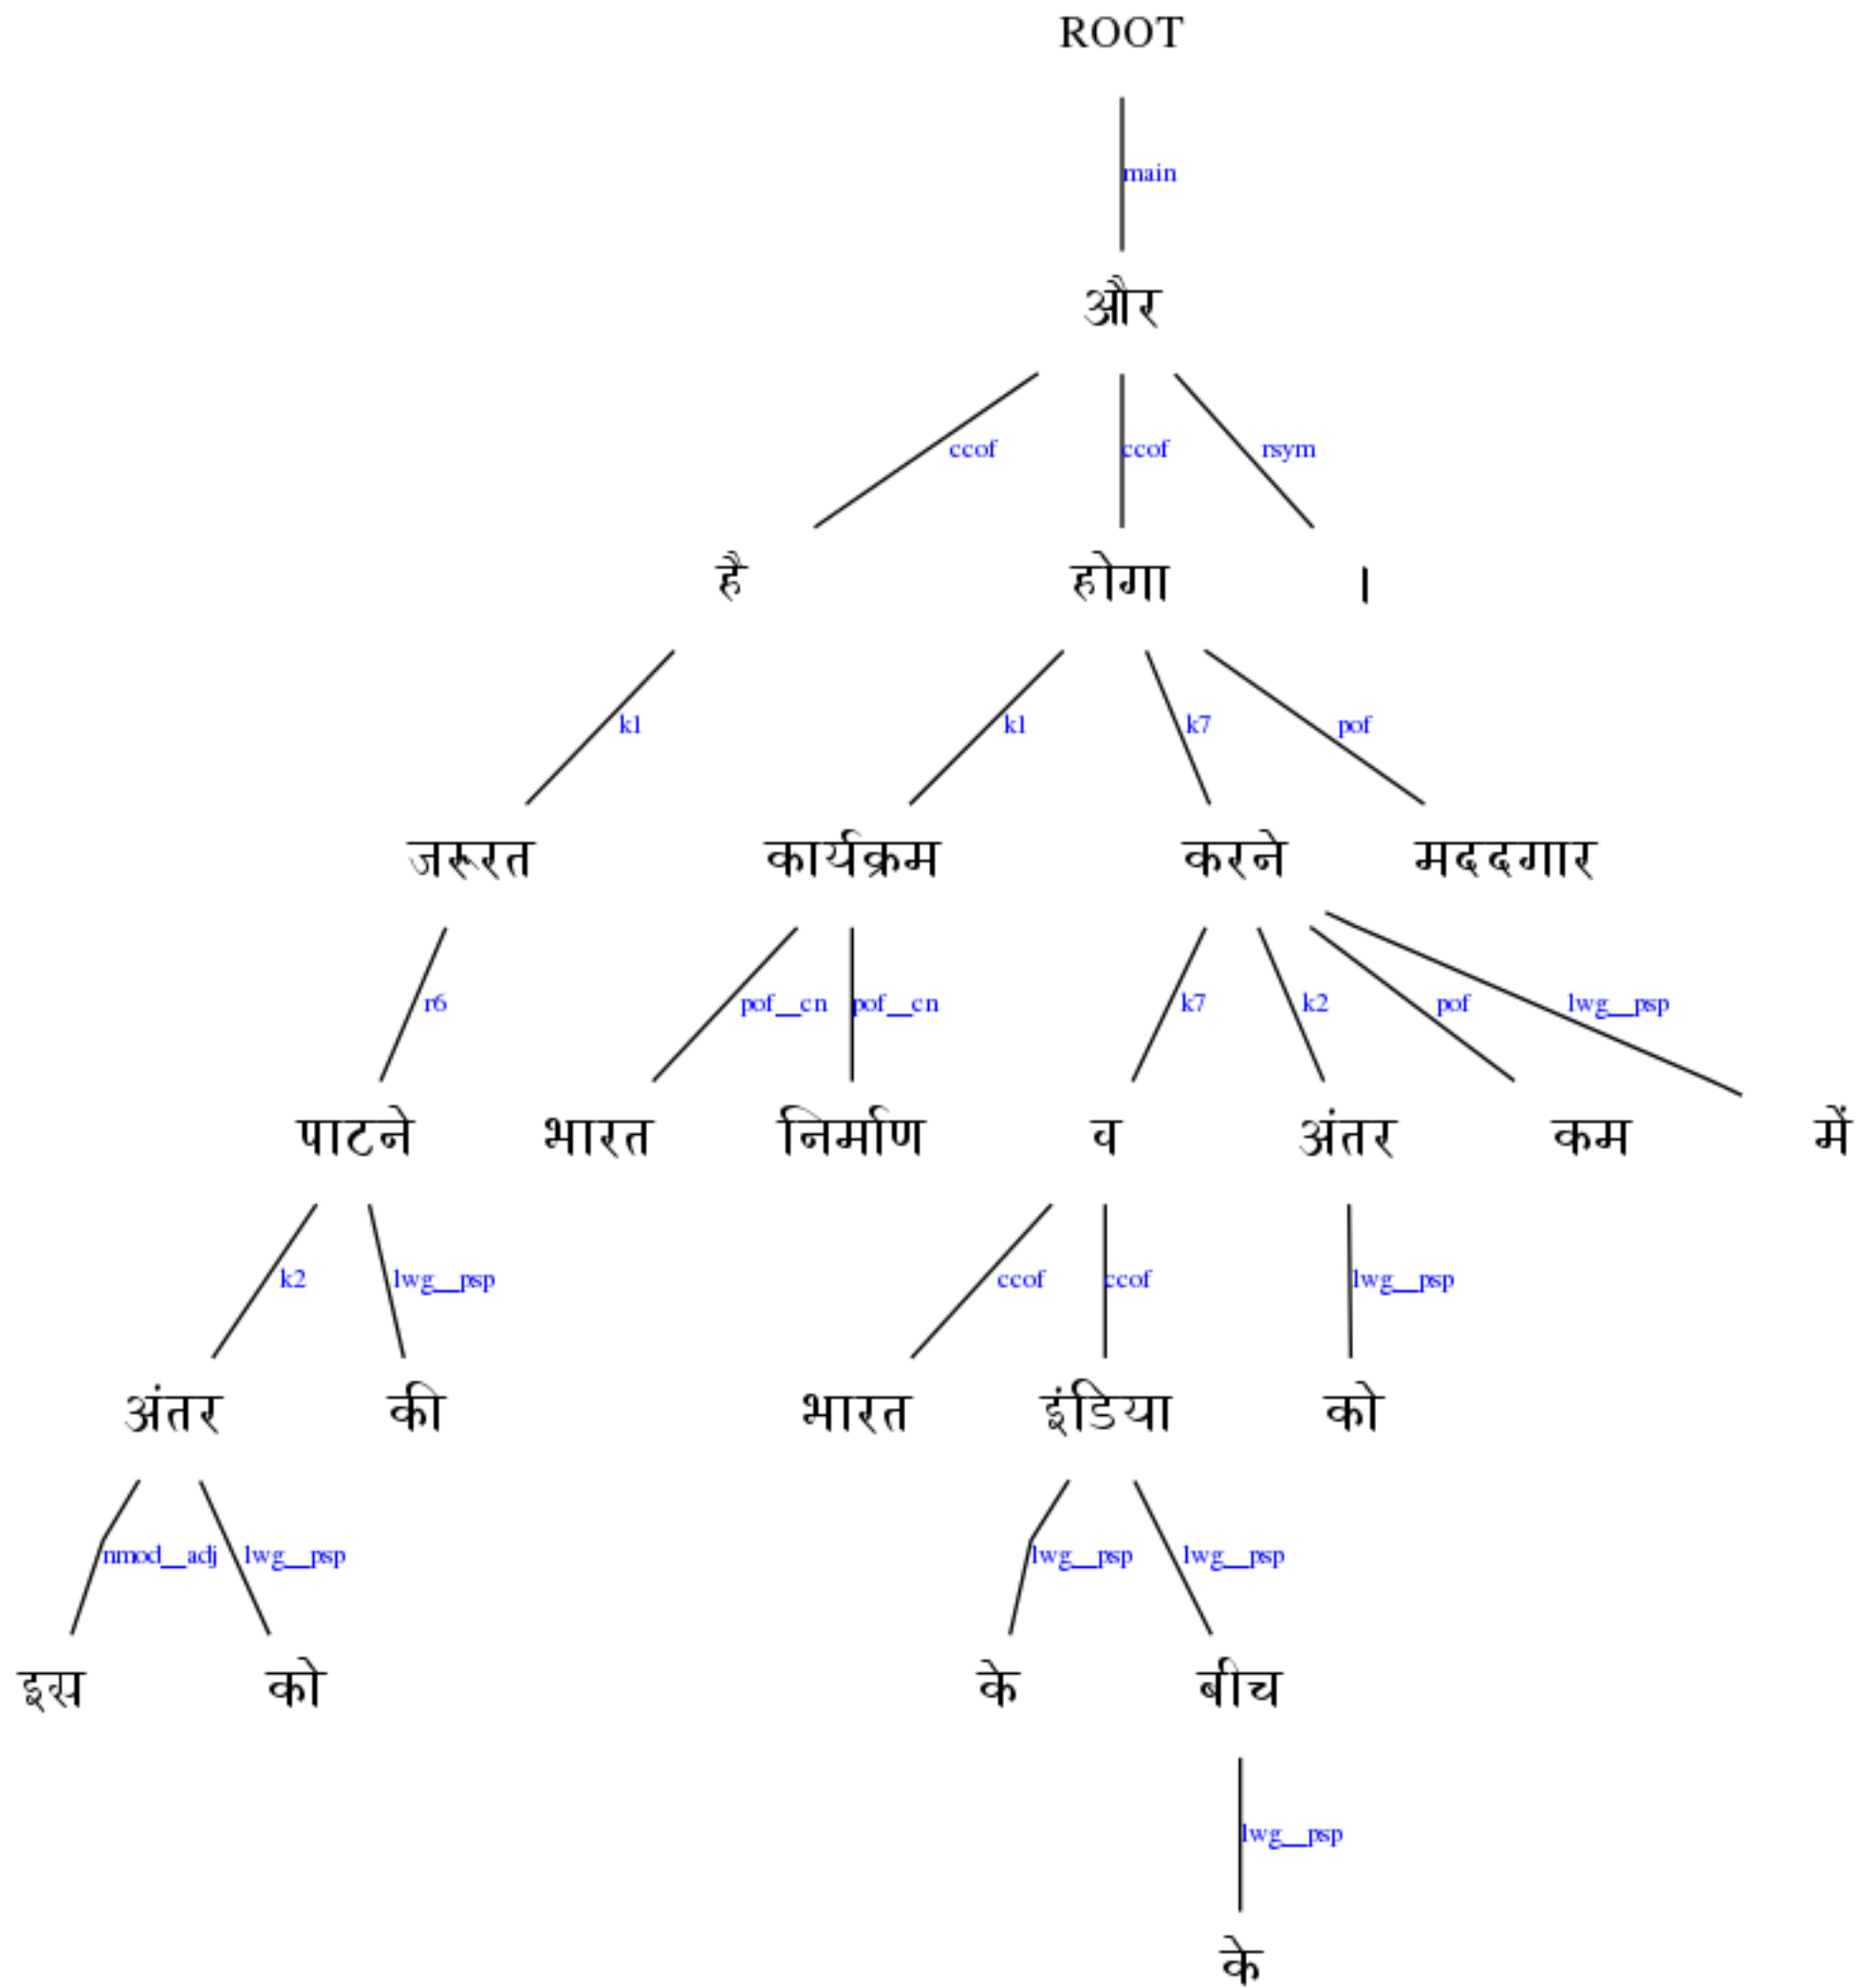 ROOT
main
और
ccof ccof rsym
है होगा ।
k1 k1 k7 pof
जरूरत कार्यक्रम करने मददगार
r6 pof__cn pof__cn k7 k2 pof lwg__psp
पाटने भारत निर्माण व अंतर कम में
k2 lwg__psp ccof ccof lwg__psp
अंतर की भारत इंडिया को
nmod__adj lwg__psp lwg__psp lwg__psp
इस को के बीच
lwg__psp
के